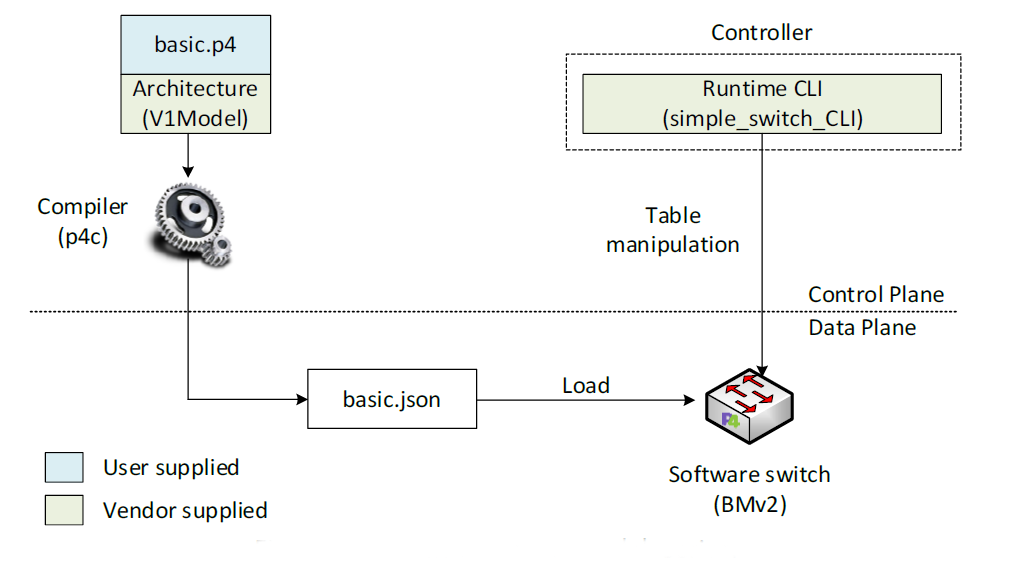 basic.p4
Architecture
(V1Model)
Compiler
(p4c)
Controller
Runtime CLI
(simple_switch_CLI)
Table
manipulation
Control Plane
Data Plane
basic.json
Load
P4
Software switch
(BMv2)
User supplied
Vendor supplied